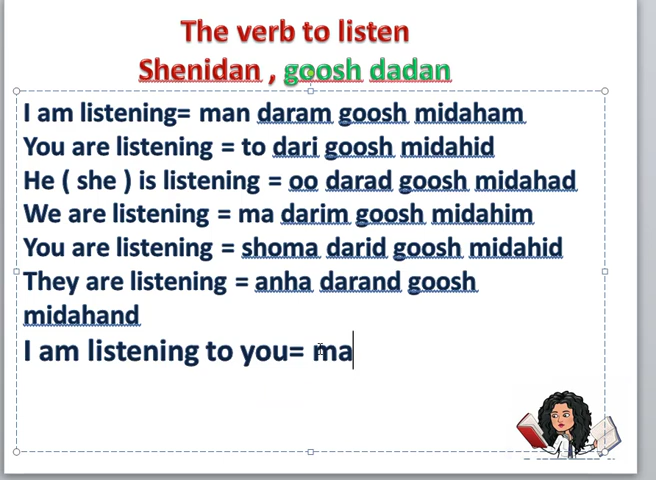 The verb to listen
Shenidan , goosh dadan
I am listening= man daram goosh midaham
You are listening = to dari goosh midahid
He ( she ) is listening = oo darad goosh midahad
We are listening = ma darim goosh midahim
You are listening = shoma darid goosh midahid
They are listening = anha darand goosh
midahand
I am listening to you= ma